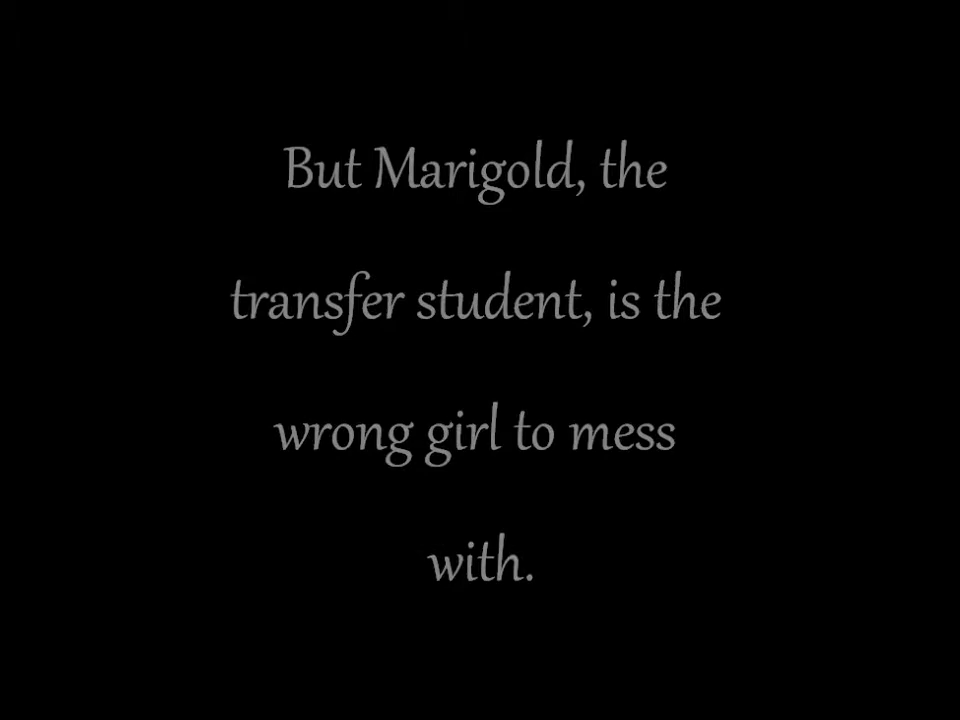 But Marigold, the
transfer student, is the
wrong girl to mess
with.